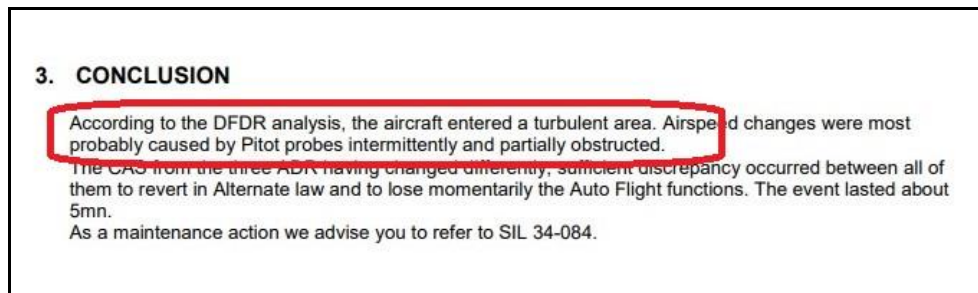 3. CONCLUSION
According to the DFDR analysis, the aircraft entered a turbulent area. Airspeed changes were most
probably caused by Pitot probes intermittently and partially obstructed.
The CAS from the three ADR having changed differently, sufficient discrepancy occurred between all of
them to revert in Alternate law and to lose momentarily the Auto Flight functions. The event lasted about
5mn.
As a maintenance action we advise you to refer to SIL 34-084.